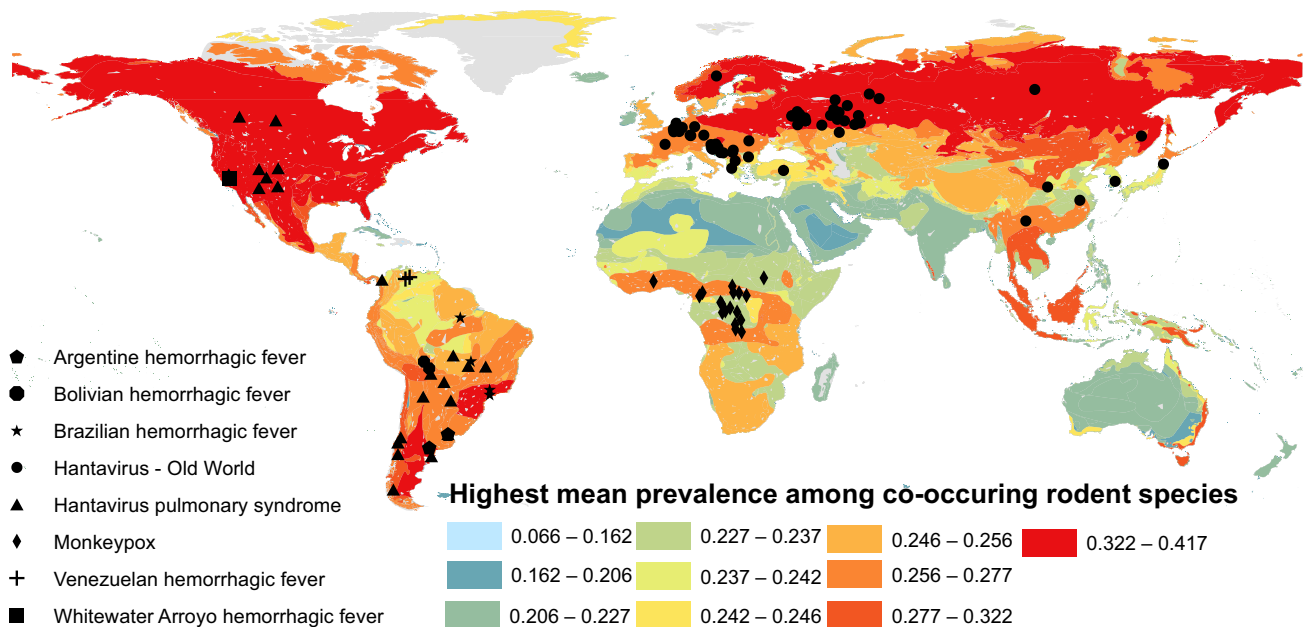 Argentine hemorrhagic fever
Bolivian hemorrhagic fever
Brazilian hemorrhagic fever
Hantavirus - Old World
Hantavirus pulmonary syndrome
Monkeypox
Venezuelan hemorrhagic fever
Whitewater Arroyo hemorrhagic fever
Highest mean prevalence among co-occuring rodent species
0.066 – 0.162
0.162 – 0.206
0.206 – 0.227
0.227 – 0.237
0.237 – 0.242
0.242 – 0.246
0.246 – 0.256
0.256 – 0.277
0.277 – 0.322
0.322 – 0.417